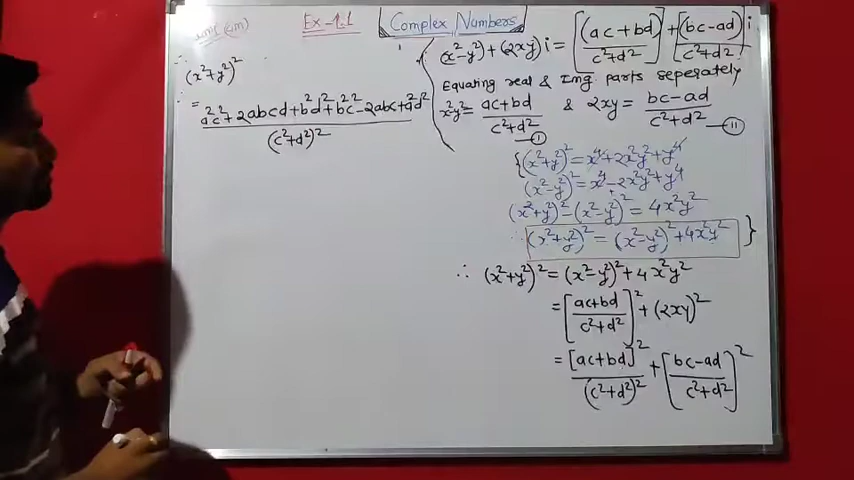 Ex-1.1
Complex Numbers
∴ (x²+y²)²
= a²c²+2abcd+b²d²+b²c²-2abc+a²d² / (c²+d²)²
(x²-y²)+(2xy)i = [(ac+bd) / c²+d²] + [(bc-ad) / c²+d²] i
Equating real & Img parts seperately
x²-y² = ac+bd / c²+d² —(I) & 2xy = bc-ad / c²+d² —(II)
{(x²+y²)² = x⁴+2x²y²+y⁴
(x²-y²)² = x⁴-2x²y²+y⁴
(x²+y²)²-(x²-y²)² = 4x²y²
∴ (x²+y²)² = (x²-y²)²+4x²y² }
∴ (x²+y²)² = (x²-y²)²+4x²y²
= [ac+bd / c²+d²]² + (2xy)²
= [ac+bd]² / (c²+d²)² + [bc-ad / c²+d²]²